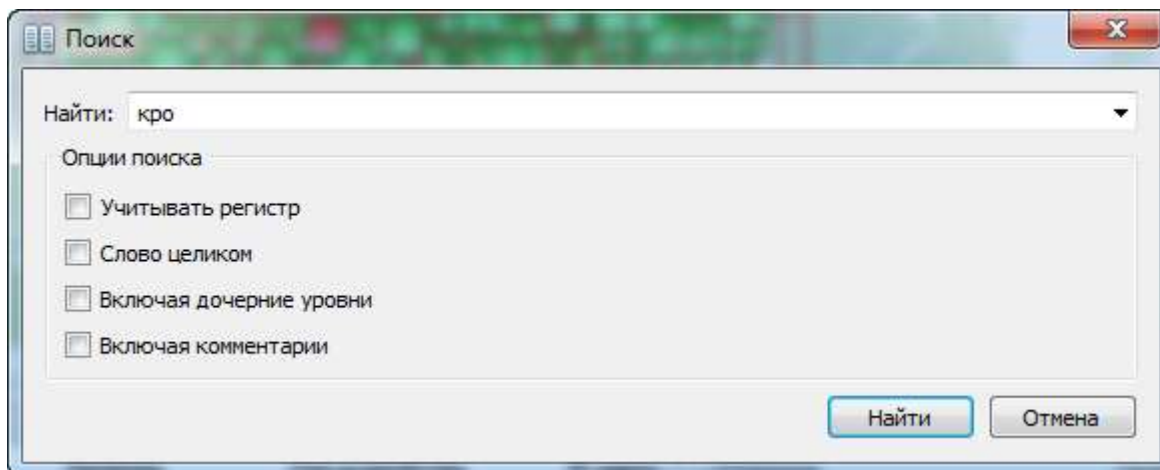 Поиск
Найти: кро
Опции поиска
Учитывать регистр
Слово целиком
Включая дочерние уровни
Включая комментарии
Найти Отмена